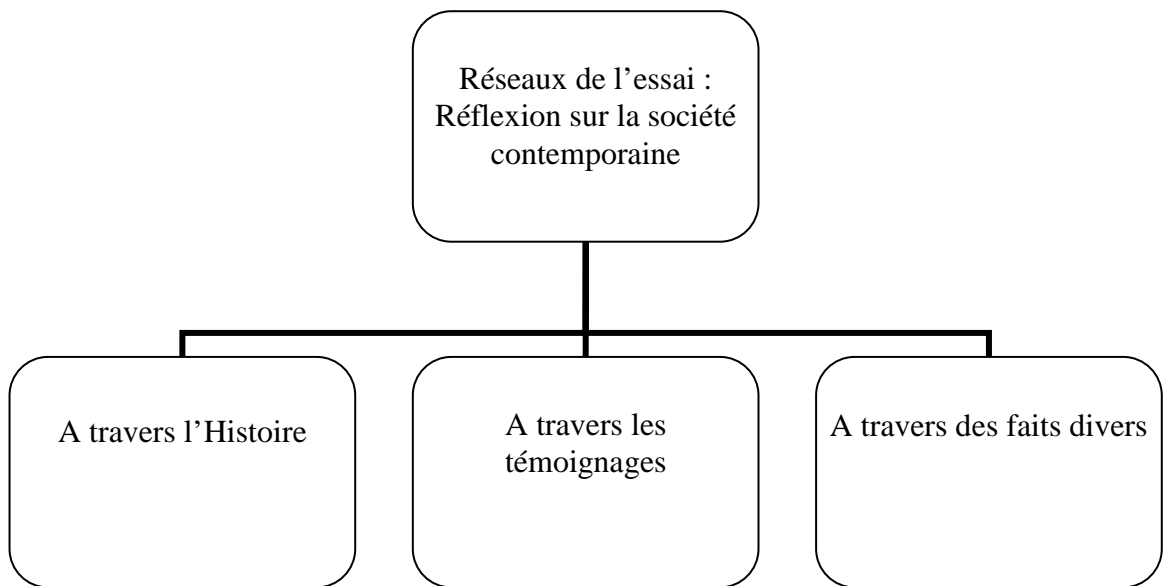 Réseaux de l’essai :
Réflexion sur la société
contemporaine
A travers l’Histoire
A travers les
témoignages
A travers des faits divers